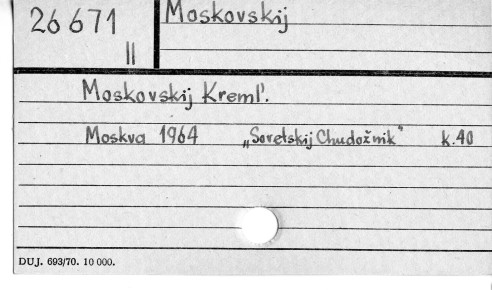 26 671
II
Moskovskij
Moskovskij Kreml'.
Moskva 1964 „Sovetskij Chudožnik" k.40
DUJ. 693/70. 10 000.